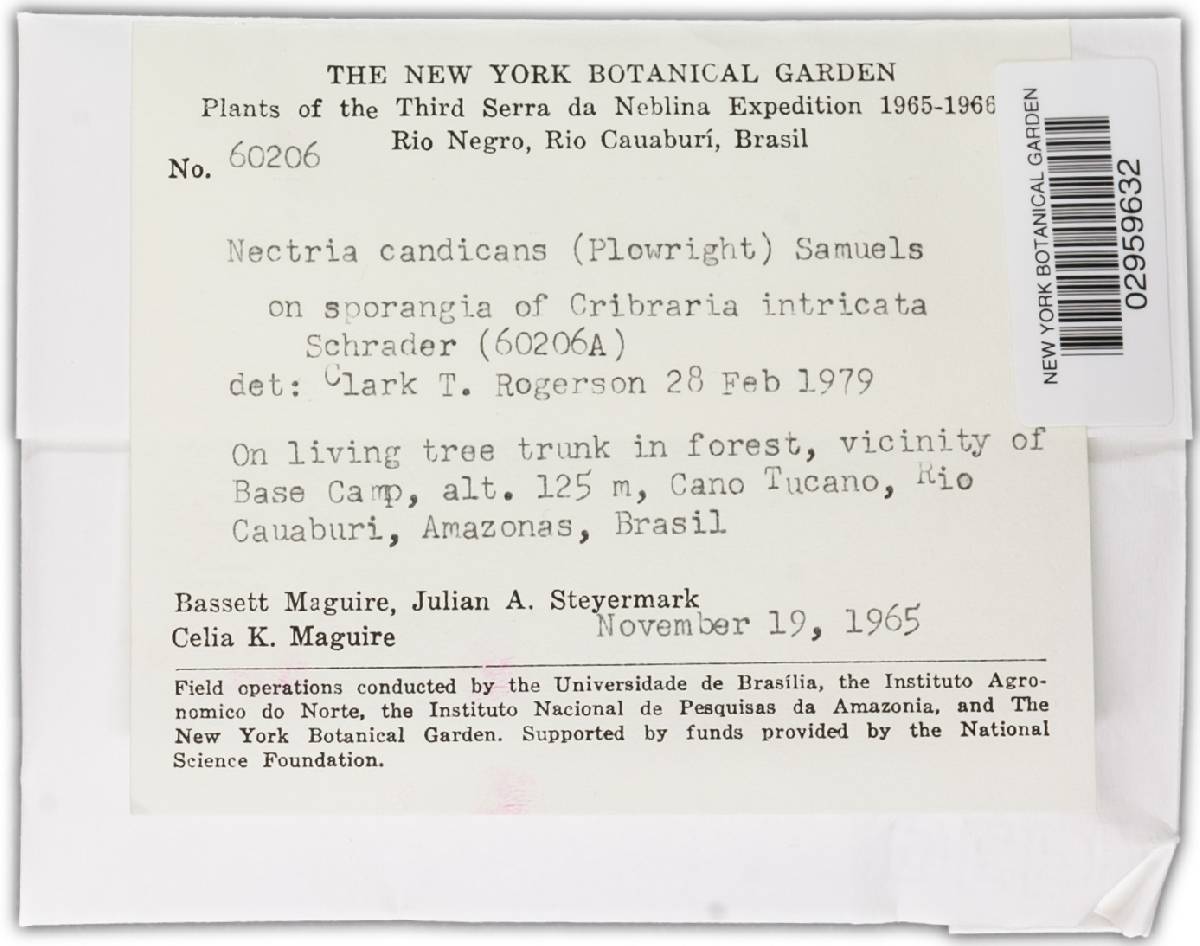 THE NEW YORK BOTANICAL GARDEN
Plants of the Third Serra da Neblina Expedition 1965-1966
Rio Negro, Rio Cauaburí, Brasil
No. 60206
Nectria candicans (Plowright) Samuels
on sporangia of Cribraria intricata
Schrader (60206A)
det: Clark T. Rogerson 28 Feb 1979
On living tree trunk in forest, vicinity of
Base Camp, alt. 125 m, Cano Tucano, Rio
Cauaburi, Amazonas, Brasil
Bassett Maguire, Julian A. Steyermark
Celia K. Maguire
November 19, 1965
Field operations conducted by the Universidade de Brasília, the Instituto Agro-
nomico do Norte, the Instituto Nacional de Pesquisas da Amazonia, and The
New York Botanical Garden. Supported by funds provided by the National
Science Foundation.
NEW YORK BOTANICAL GARDEN
02959632